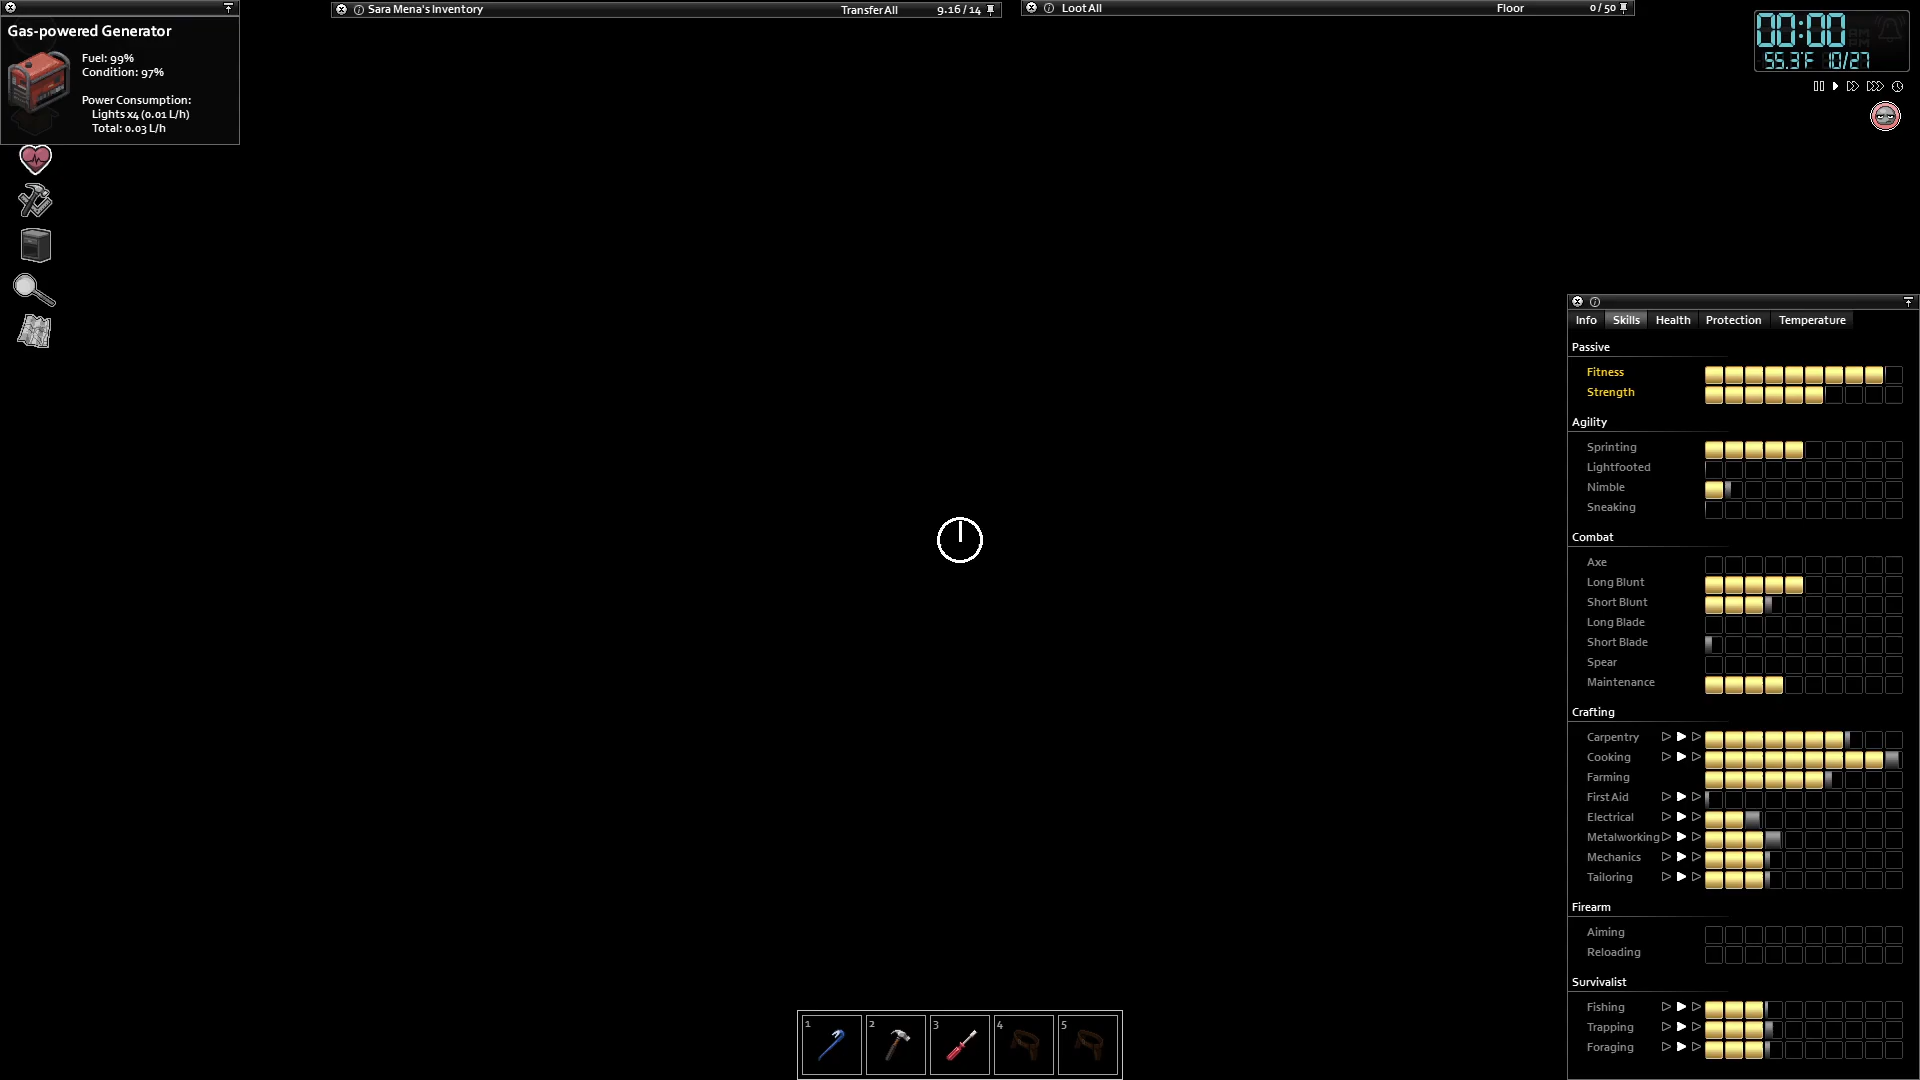 Gas-powered Generator
Fuel: 99%
Condition: 97%
Power Consumption:
Lights x4 (0.01 L/h)
Total: 0.03 L/h
Sara Mena's Inventory
Transfer All
9.16 / 14
Loot All
Floor
0 / 50
00:00
AM
PM
55.3°F 10/27
Info
Skills
Health
Protection
Temperature
Passive
Fitness
Strength
Agility
Sprinting
Lightfooted
Nimble
Sneaking
Combat
Axe
Long Blunt
Short Blunt
Long Blade
Short Blade
Spear
Maintenance
Crafting
Carpentry
Cooking
Farming
First Aid
Electrical
Metalworking
Mechanics
Tailoring
Firearm
Aiming
Reloading
Survivalist
Fishing
Trapping
Foraging
1
2
3
4
5